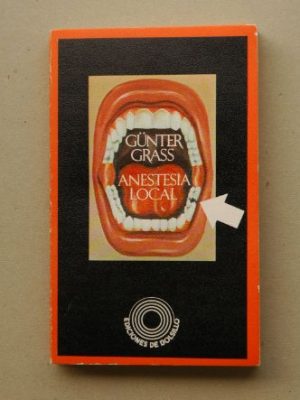 GÜNTER
GRASS
ANESTESIA
LOCAL
EDICIONES DE BOLSILLO